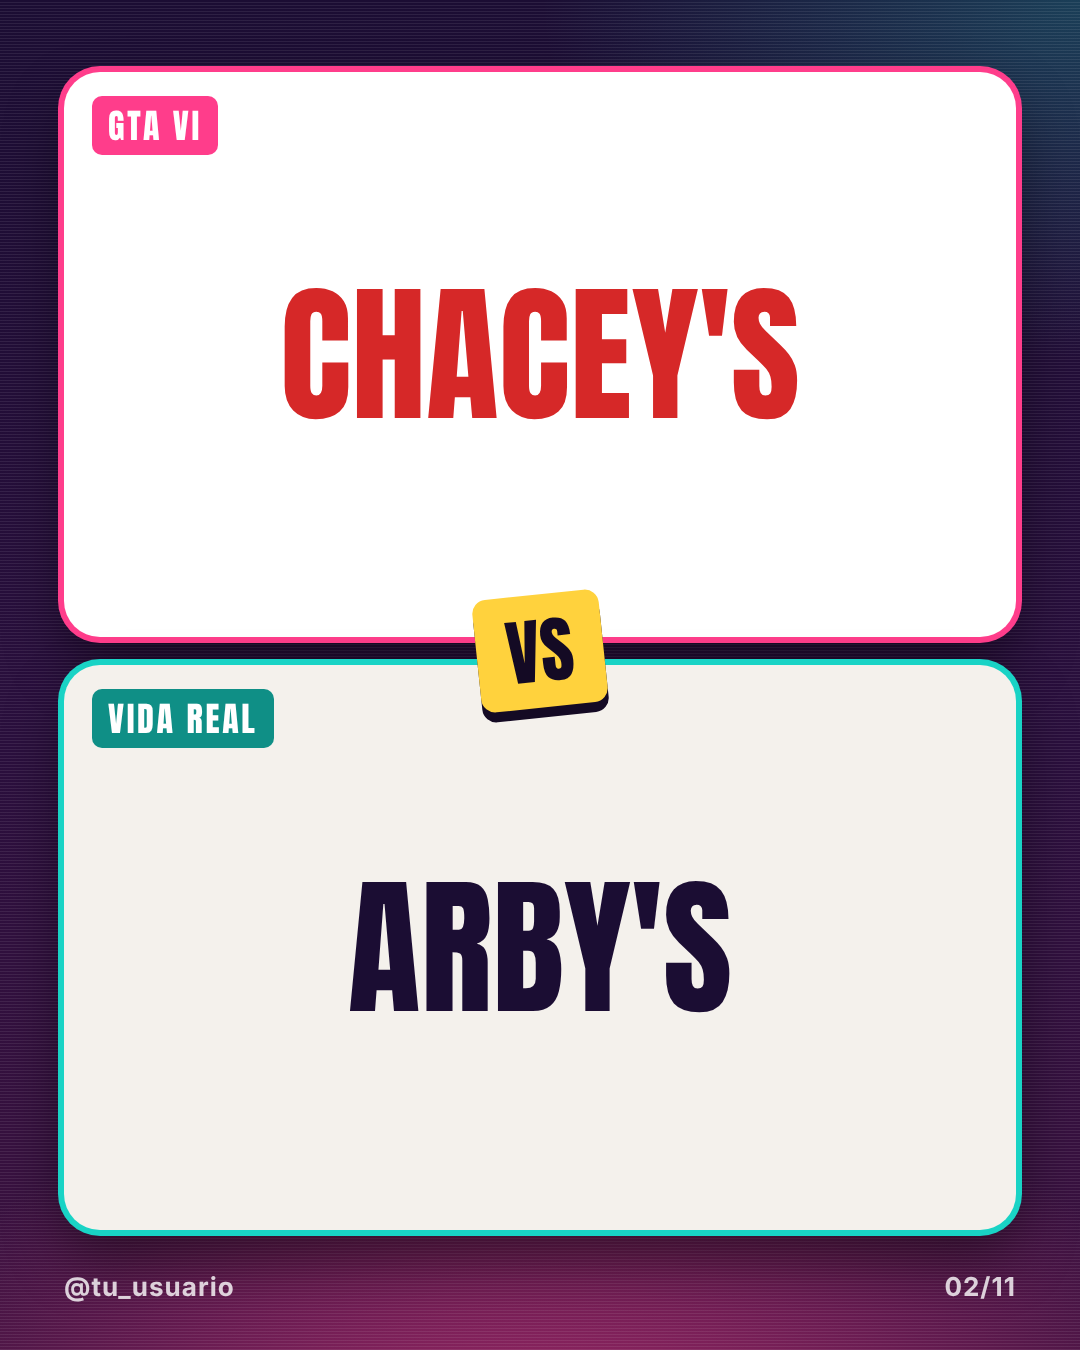 GTA VI
CHACEY'S
VS
VIDA REAL
ARBY'S
@tu_usuario
02/11